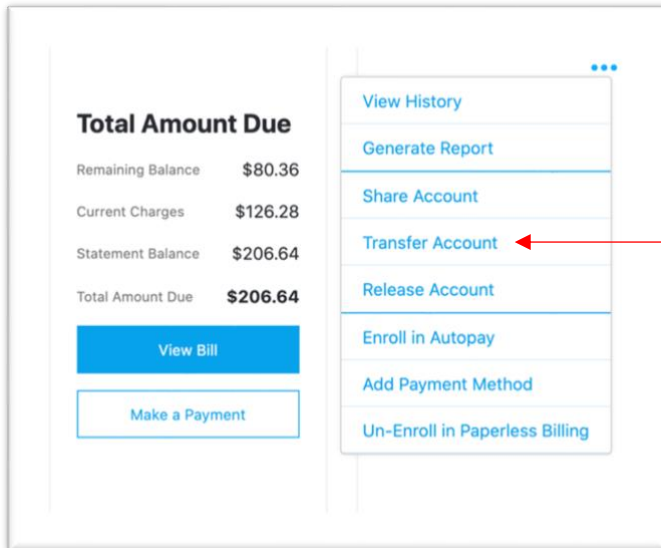 Total Amount Due
Remaining Balance $80.36
Current Charges $126.28
Statement Balance $206.64
Total Amount Due $206.64
View Bill
Make a Payment
View History
Generate Report
Share Account
Transfer Account
Release Account
Enroll in Autopay
Add Payment Method
Un-Enroll in Paperless Billing